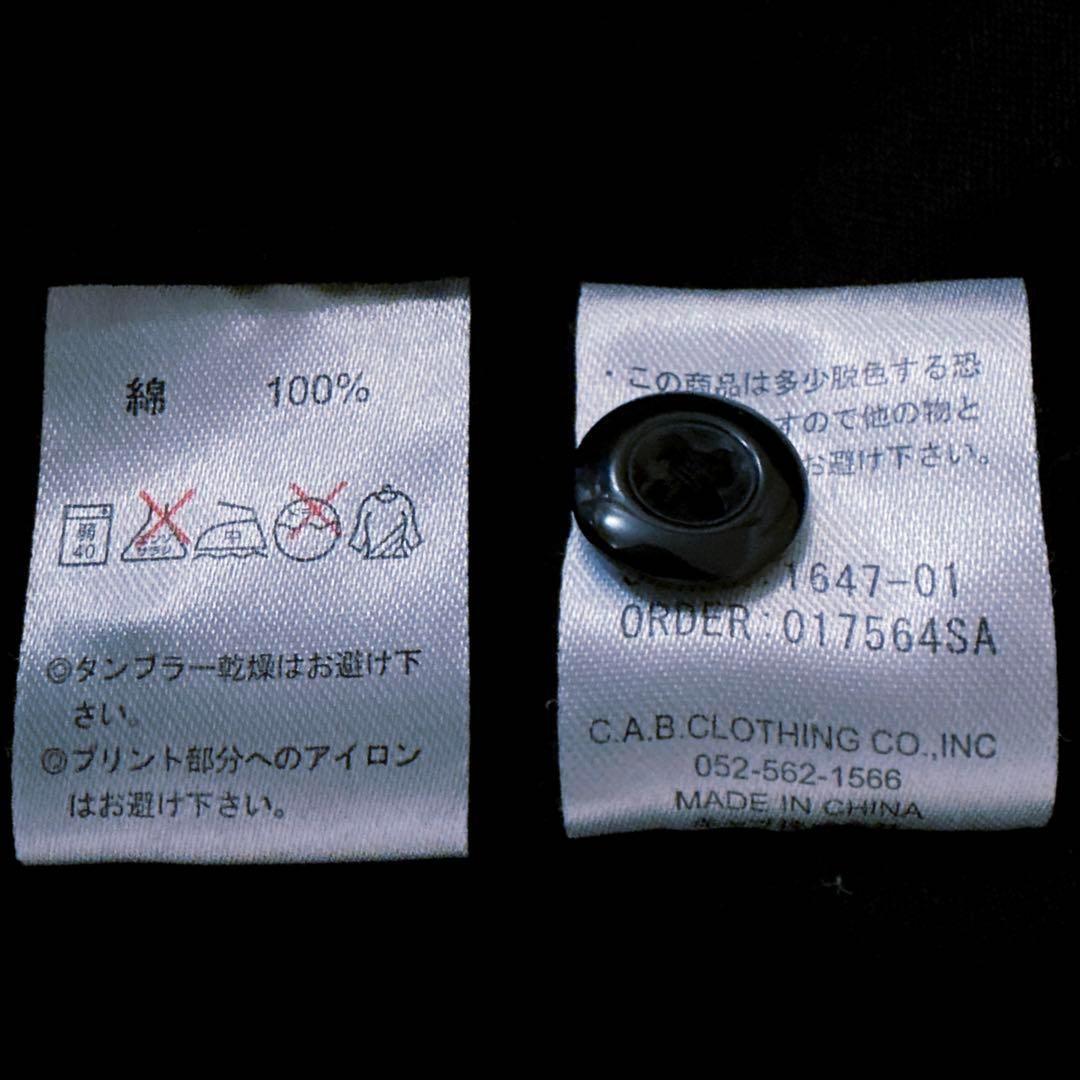 綿 100%
弱
40
中
◎タンブラー乾燥はお避け下
さい。
◎プリント部分へのアイロン
はお避け下さい。
・この商品は多少脱色する恐
すので他の物と
お避け下さい。
1647-01
ORDER:017564SA
C.A.B.CLOTHING CO.,INC
052-562-1566
MADE IN CHINA